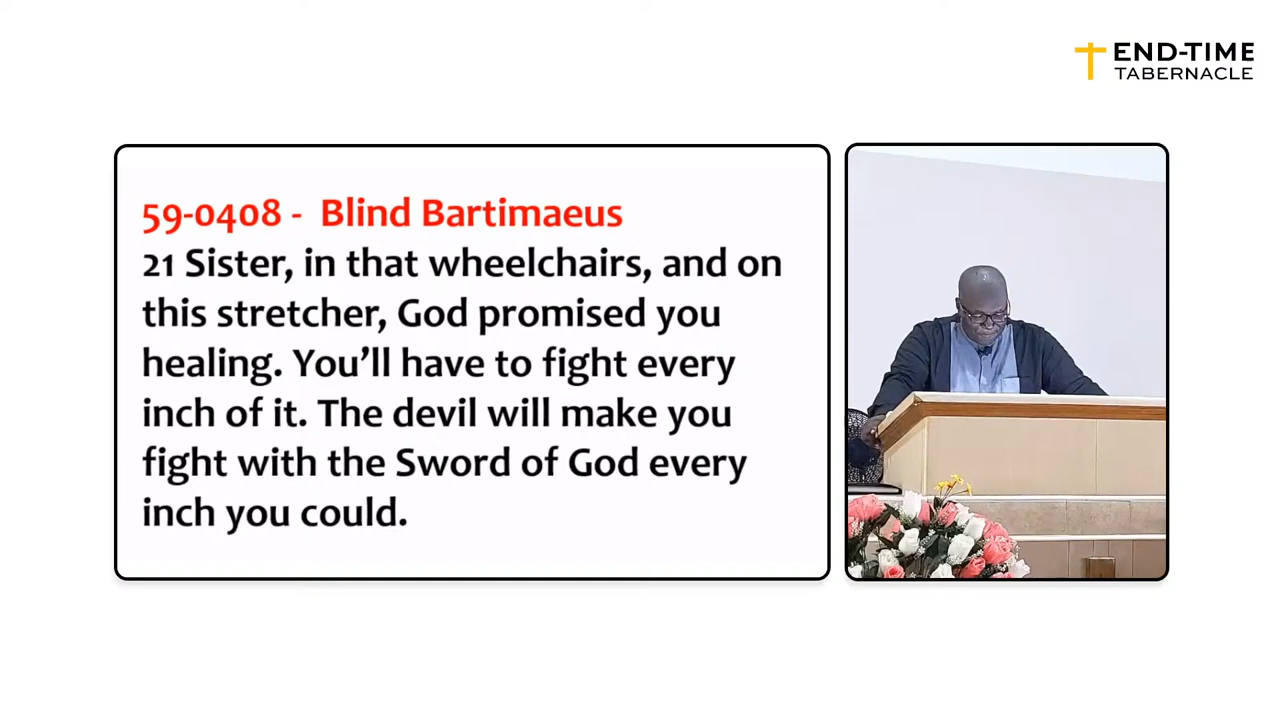 END-TIME
TABERNACLE
59-0408 - Blind Bartimaeus
21 Sister, in that wheelchairs, and on
this stretcher, God promised you
healing. You’ll have to fight every
inch of it. The devil will make you
fight with the Sword of God every
inch you could.